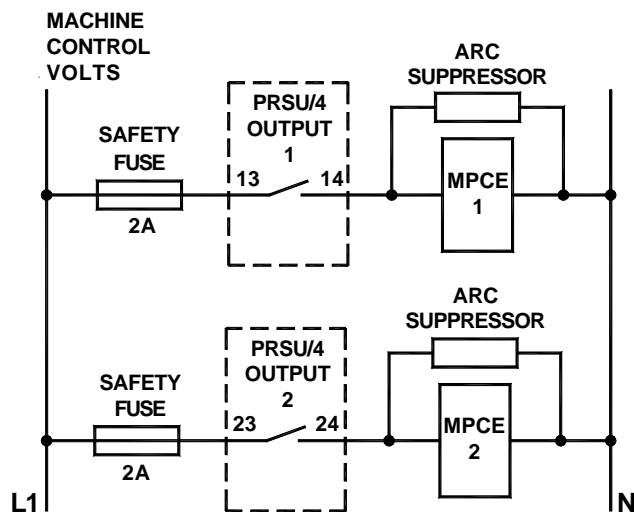 MACHINE
CONTROL
VOLTS
ARC
SUPPRESSOR
PRSU/4
OUTPUT
1
SAFETY
FUSE
13
14
MPCE
1
2A
ARC
SUPPRESSOR
PRSU/4
OUTPUT
2
SAFETY
FUSE
23
24
MPCE
2
2A
L1
N